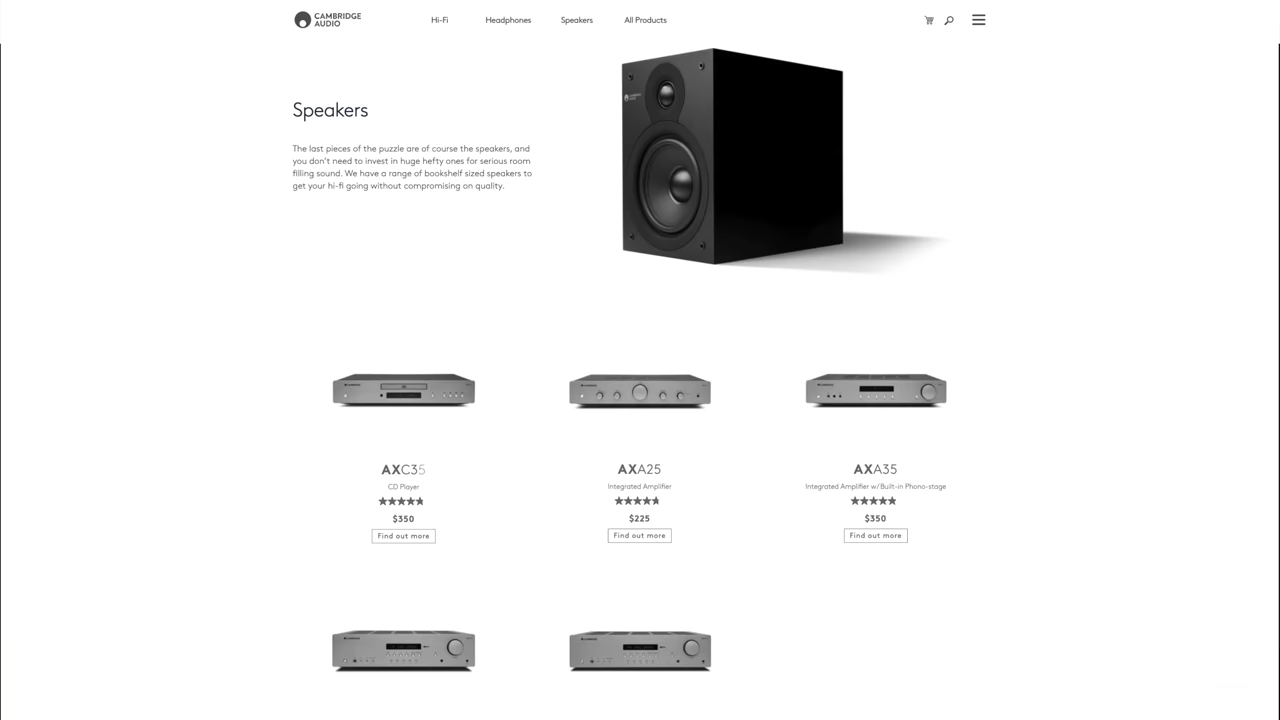 CAMBRIDGE
AUDIO
Hi-Fi
Headphones
Speakers
All Products
Speakers
The last pieces of the puzzle are of course the speakers, and
you don't need to invest in huge hefty ones for serious room
filling sound. We have a range of bookshelf sized speakers to
get your hi-fi going without compromising on quality.
AXC35
AXA25
AXA35
CD Player
Integrated Amplifier
Integrated Amplifier w/Built-in Phono-stage
$350
$225
$350
Find out more
Find out more
Find out more